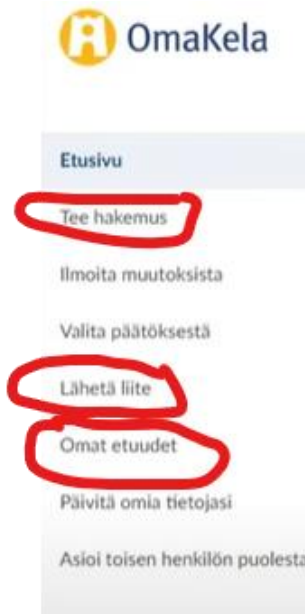 OmaKela
Etusivu
Tee hakemus
Ilmoita muutoksista
Valita päätöksestä
Lähetä liite
Omat etuudet
Päivitä omia tietojasi
Asioi toisen henkilön puolesta